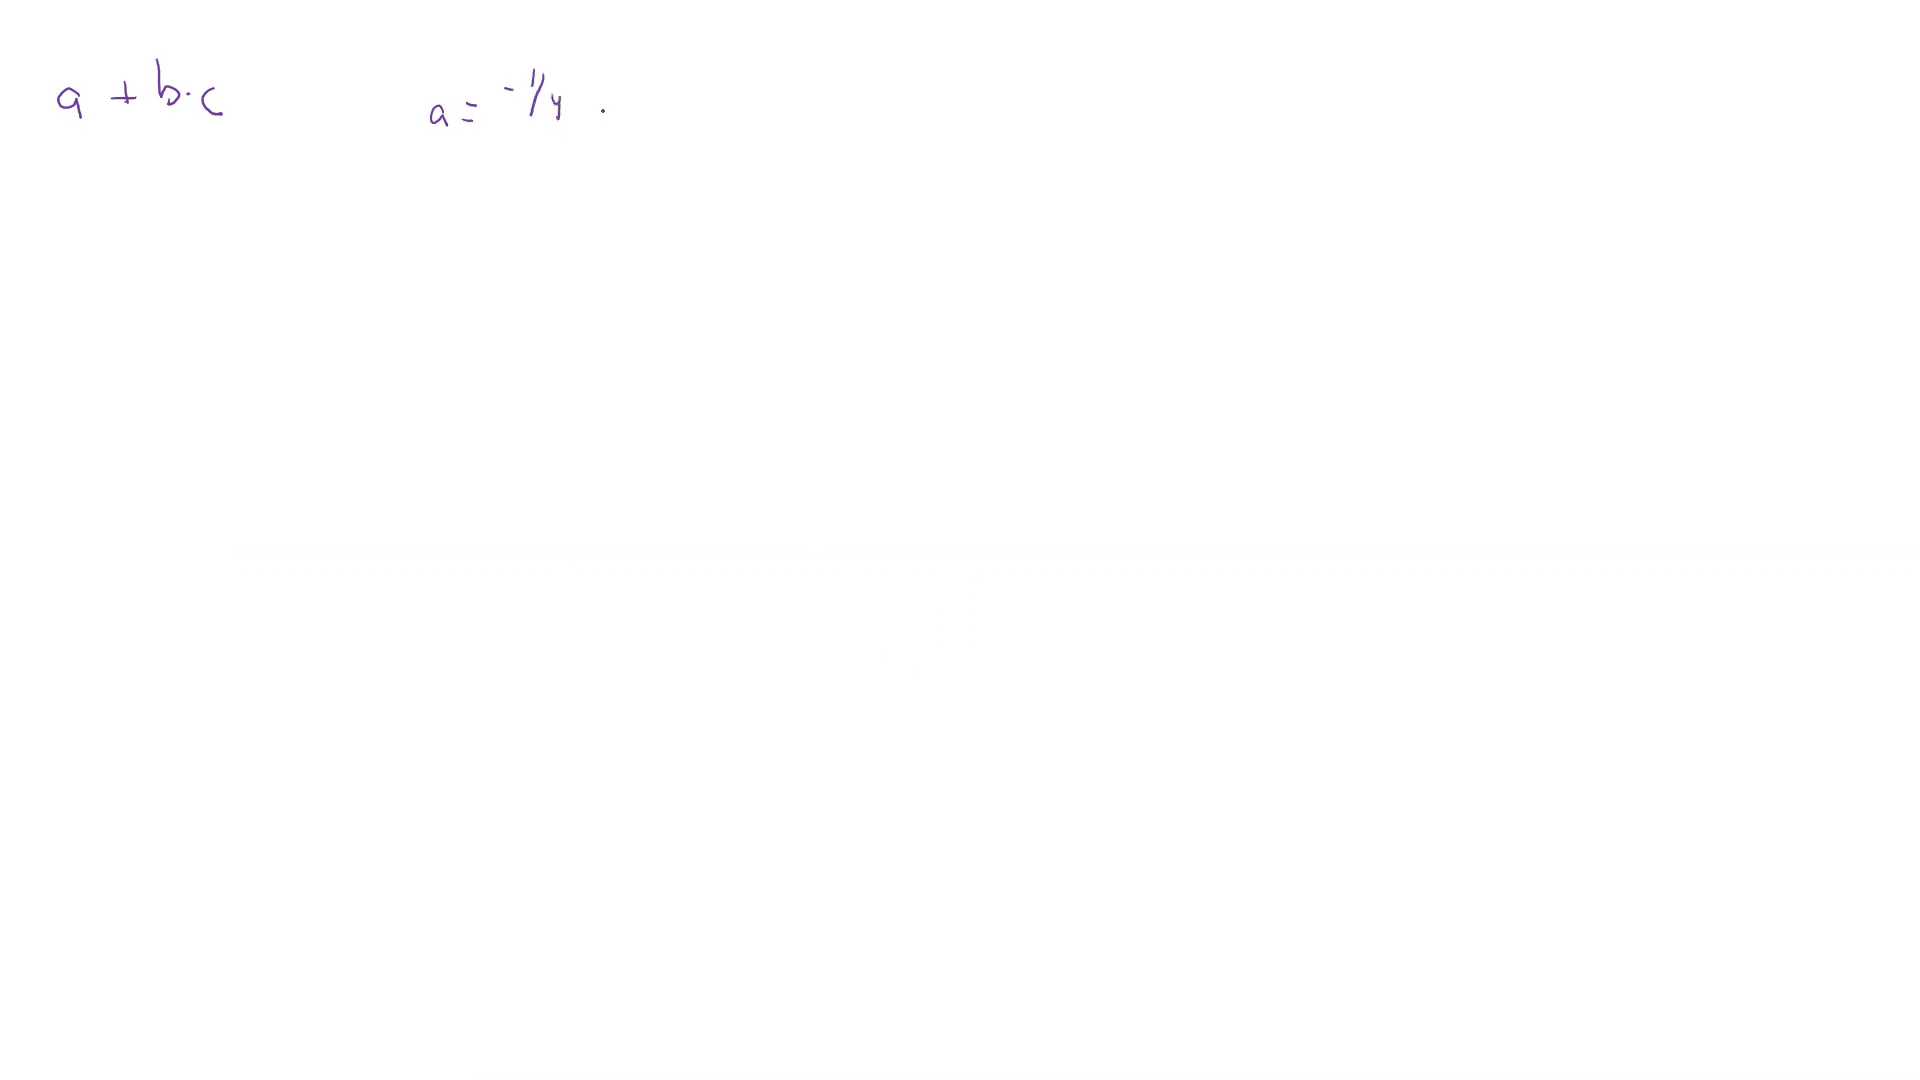 a + b·c
a = -1/4 .